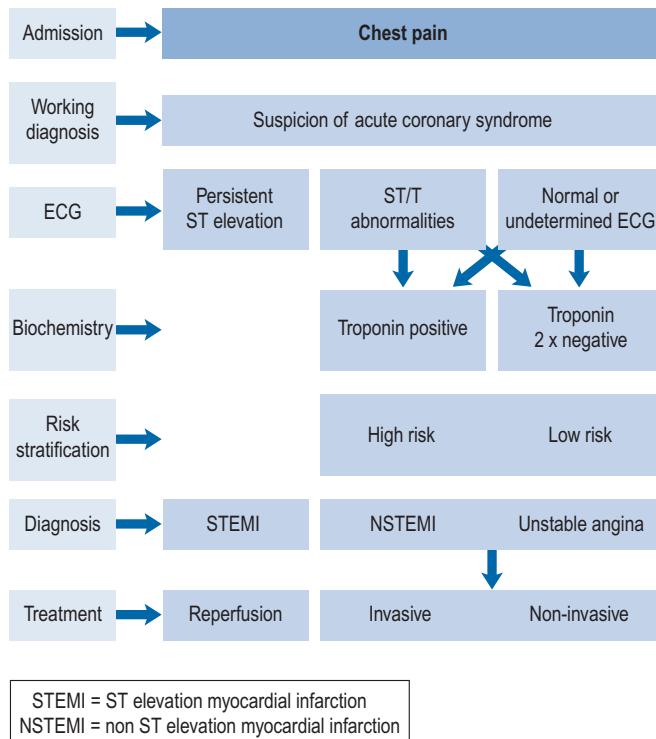 Admission
Chest pain
Working
diagnosis
Suspicion of acute coronary syndrome
ECG
Persistent
ST elevation
ST/T
abnormalities
Normal or
undetermined ECG
Biochemistry
Troponin positive
Troponin
2 x negative
Risk
stratification
High risk
Low risk
Diagnosis
STEMI
NSTEMI
Unstable angina
Treatment
Reperfusion
Invasive
Non-invasive
STEMI = ST elevation myocardial infarction
NSTEMI = non ST elevation myocardial infarction